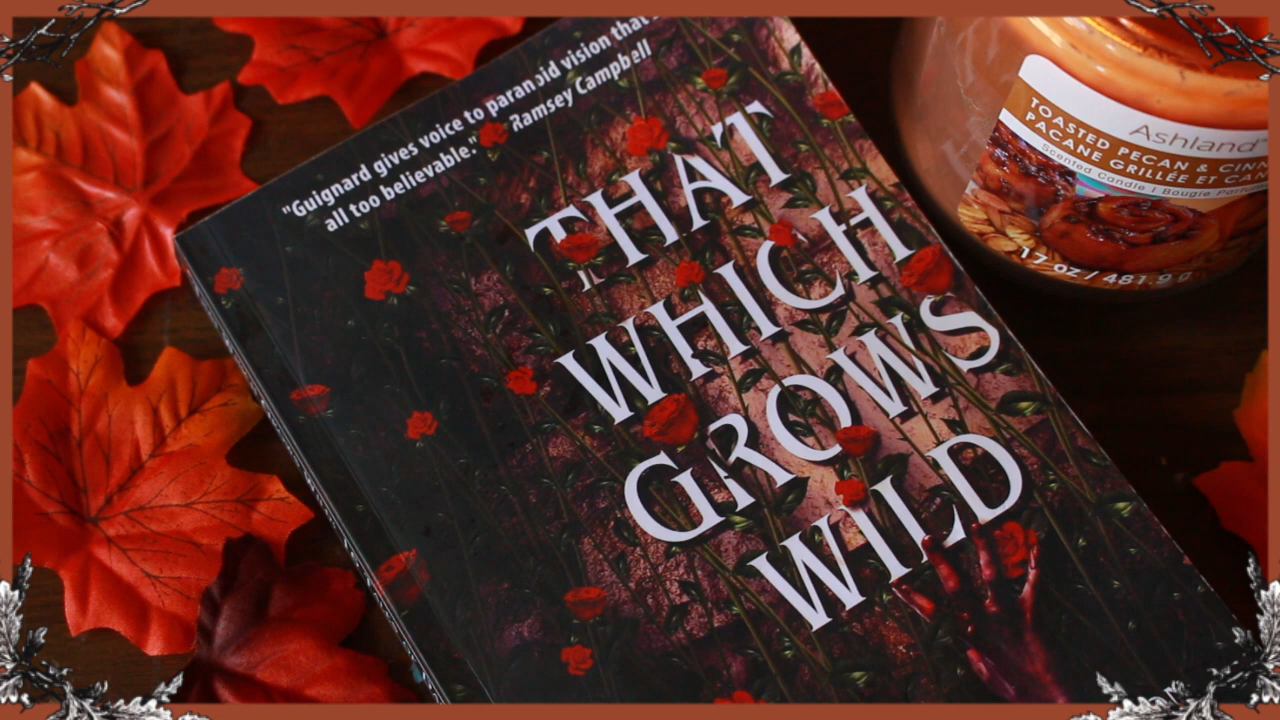 "Guignard gives voice to paranoid vision that
all too believable."
Ramsey Campbell
THAT
WHICH
GROWS
WILD
Ashland
TOASTED PECAN & CINN
PACANE GRILLÉE ET CAN
Scented Candle | Bougie Parfum
17 oz / 481.9 g